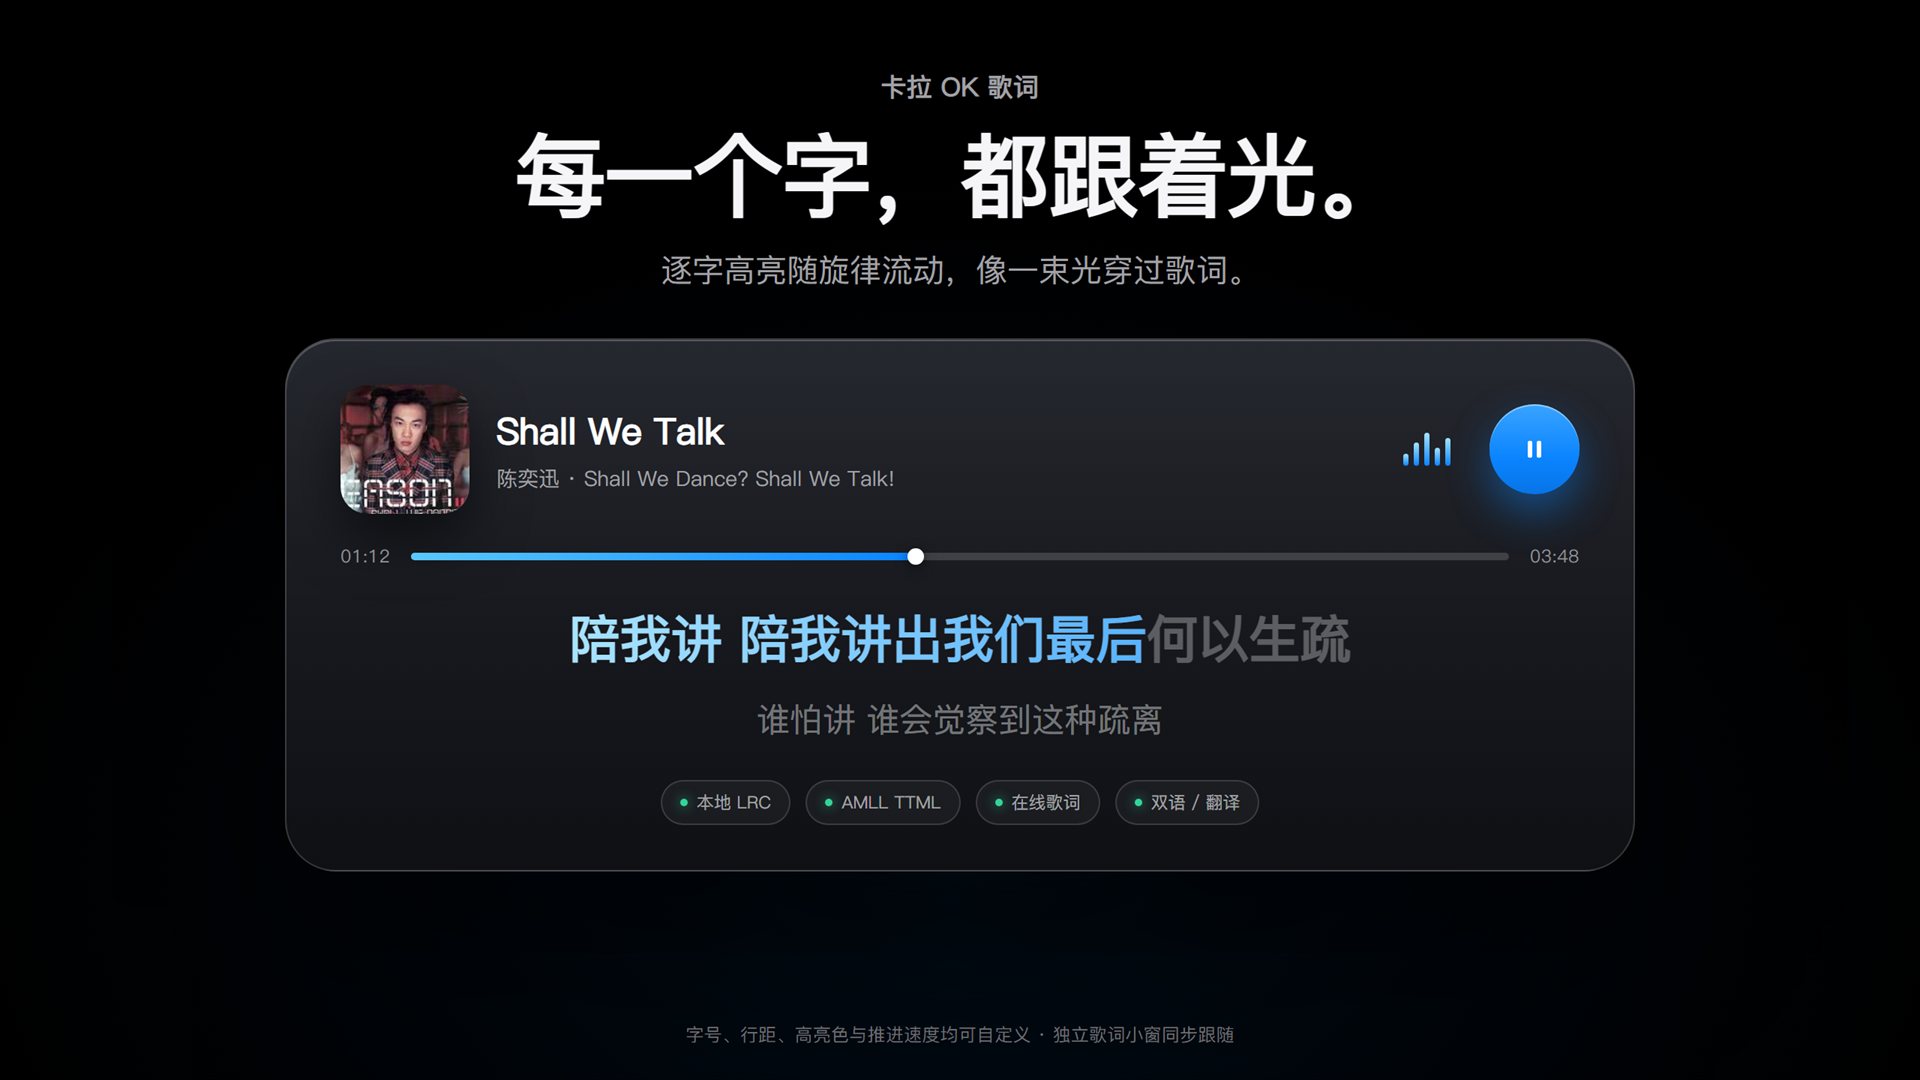 卡拉 OK 歌词
每一个字，都跟着光。
逐字高亮随旋律流动，像一束光穿过歌词。
Shall We Talk
陈奕迅 · Shall We Dance? Shall We Talk!
EASON
01:12
03:48
陪我讲 陪我讲出我们最后何以生疏
谁怕讲 谁会觉察到这种疏离
本地 LRC
AMLL TTML
在线歌词
双语 / 翻译
字号、行距、高亮色与推进速度均可自定义 · 独立歌词小窗同步跟随